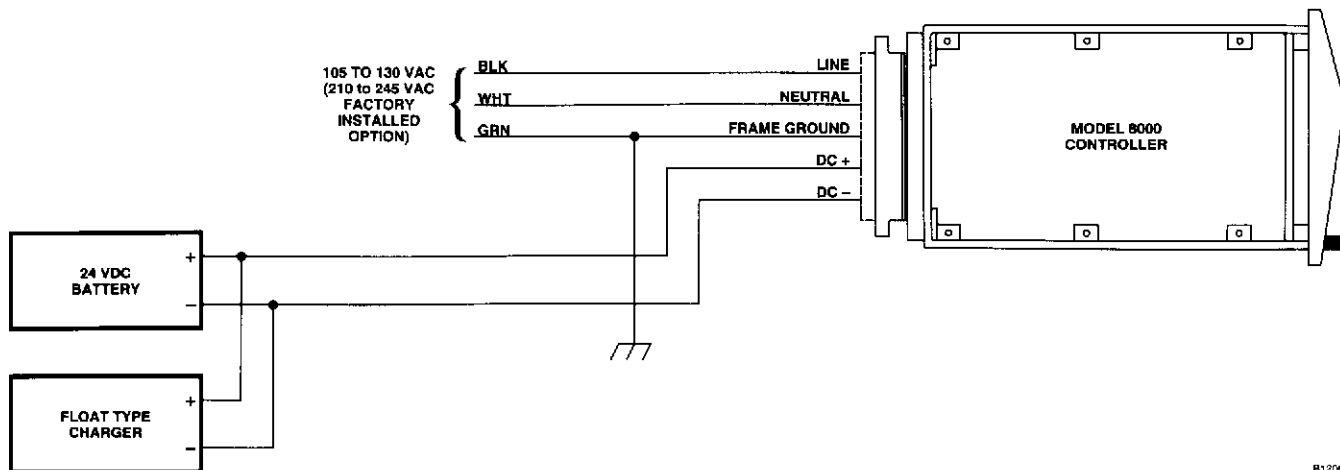 105 TO 130 VAC
(210 to 245 VAC
FACTORY
INSTALLED
OPTION)
BLK
LINE
WHT
NEUTRAL
GRN
FRAME GROUND
DC +
DC –
MODEL 8000
CONTROLLER
24 VDC
BATTERY
+
–
FLOAT TYPE
CHARGER
+
–